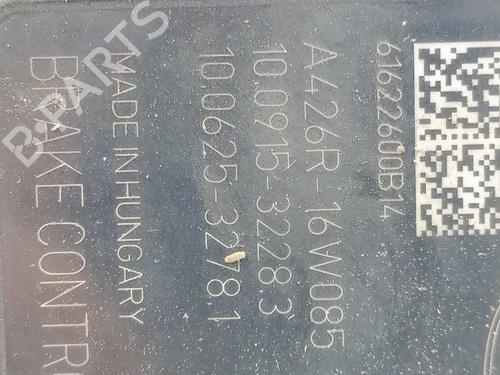 61622600B14
A426R-16W085
10.0915-3228.3
10.0625-3278.1
MADE IN HUNGARY
BRAKE CONTR
B-PARTS